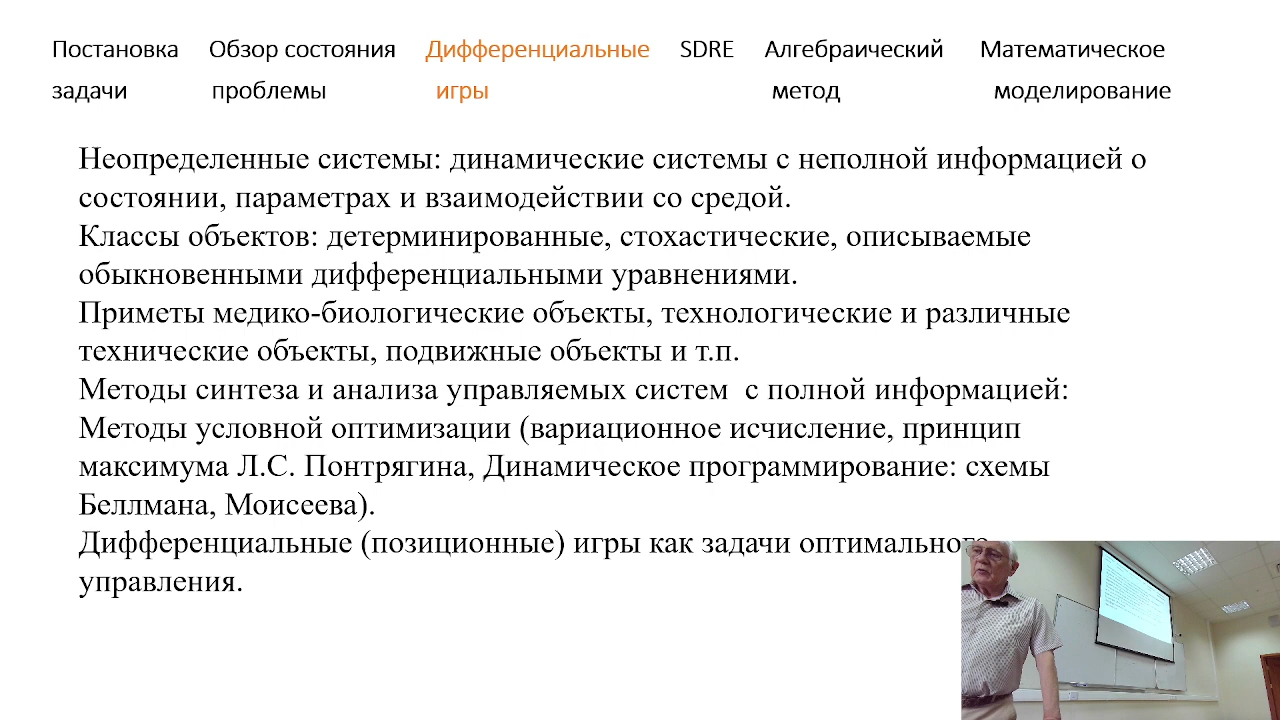 Постановка Обзор состояния Дифференциальные SDRE Алгебраический Математическое
задачи проблемы игры метод моделирование
Неопределенные системы: динамические системы с неполной информацией о
состоянии, параметрах и взаимодействии со средой.
Классы объектов: детерминированные, стохастические, описываемые
обыкновенными дифференциальными уравнениями.
Приметы медико-биологические объекты, технологические и различные
технические объекты, подвижные объекты и т.п.
Методы синтеза и анализа управляемых систем с полной информацией:
Методы условной оптимизации (вариационное исчисление, принцип
максимума Л.С. Понтрягина, Динамическое программирование: схемы
Беллмана, Моисеева).
Дифференциальные (позиционные) игры как задачи оптимального
управления.